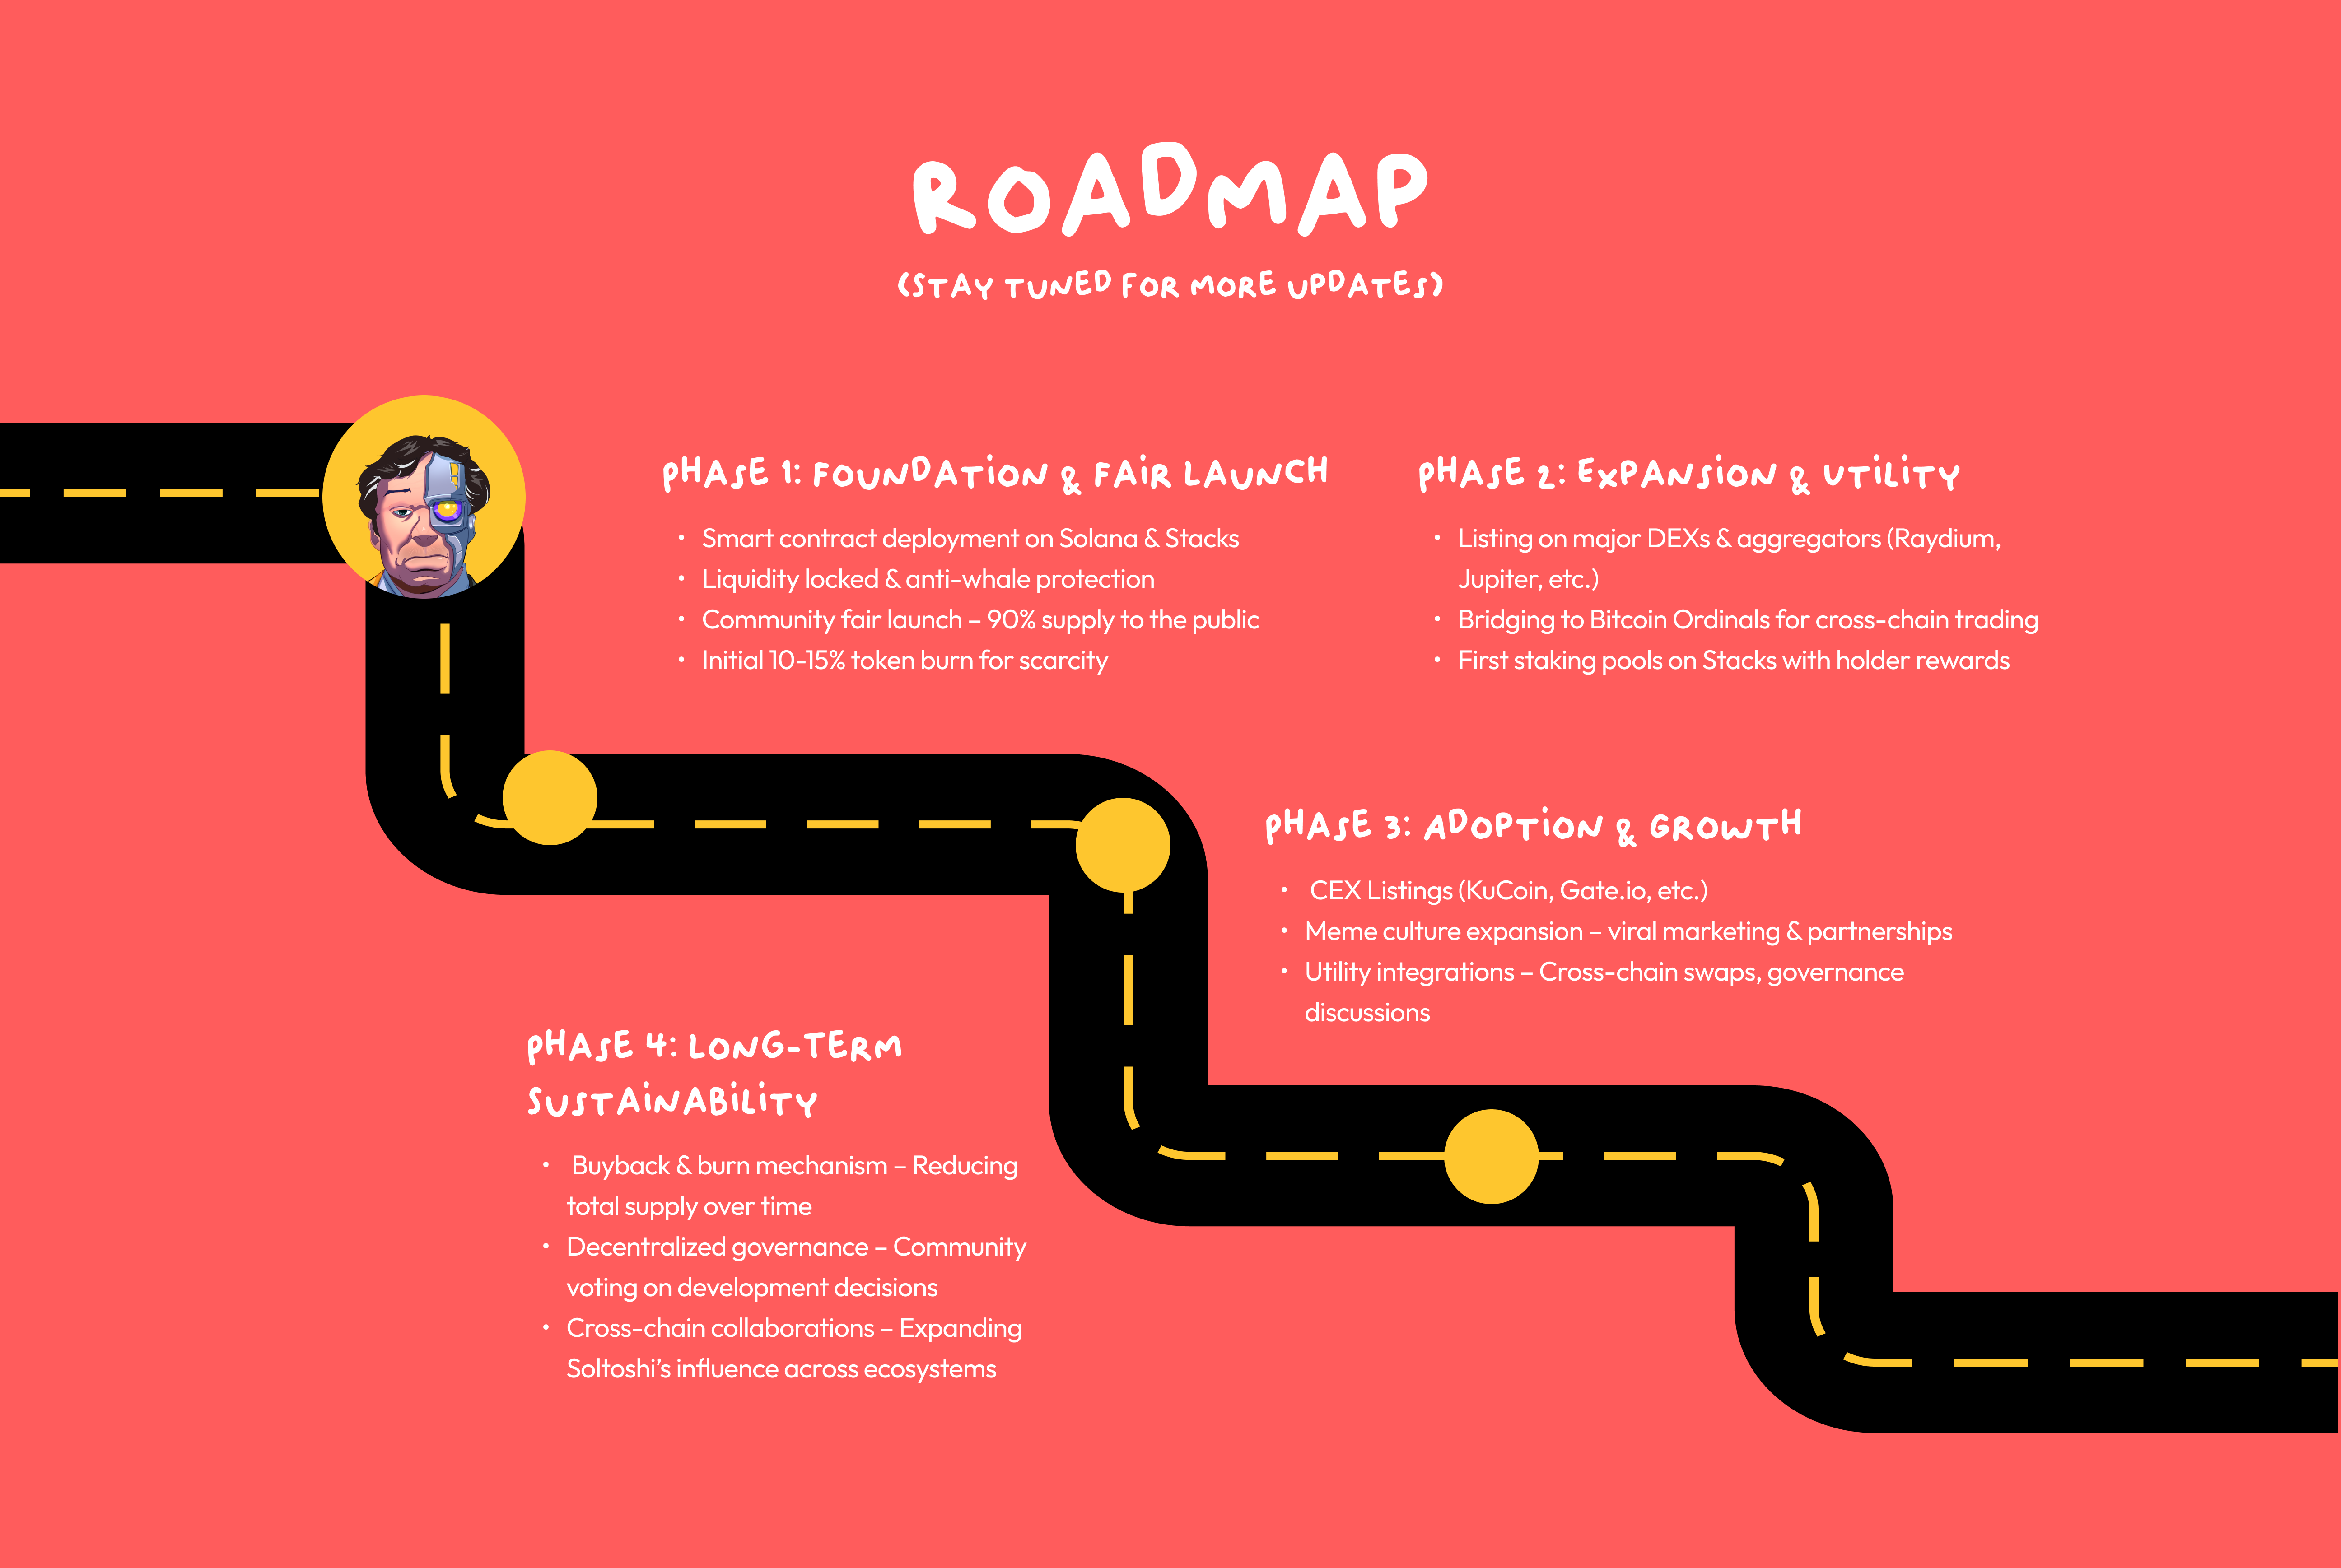 ROADMAP
(STAY TUNED FOR MORE UPDATES)
PHASE 1: FOUNDATION & FAIR LAUNCH
• Smart contract deployment on Solana & Stacks
• Liquidity locked & anti-whale protection
• Community fair launch – 90% supply to the public
• Initial 10-15% token burn for scarcity
PHASE 2: EXPANSION & UTILITY
• Listing on major DEXs & aggregators (Raydium,
Jupiter, etc.)
• Bridging to Bitcoin Ordinals for cross-chain trading
• First staking pools on Stacks with holder rewards
PHASE 3: ADOPTION & GROWTH
• CEX Listings (KuCoin, Gate.io, etc.)
• Meme culture expansion – viral marketing & partnerships
• Utility integrations – Cross-chain swaps, governance
discussions
PHASE 4: LONG-TERM
SUSTAINABILITY
• Buyback & burn mechanism – Reducing
total supply over time
• Decentralized governance – Community
voting on development decisions
• Cross-chain collaborations – Expanding
Soltoshi's influence across ecosystems